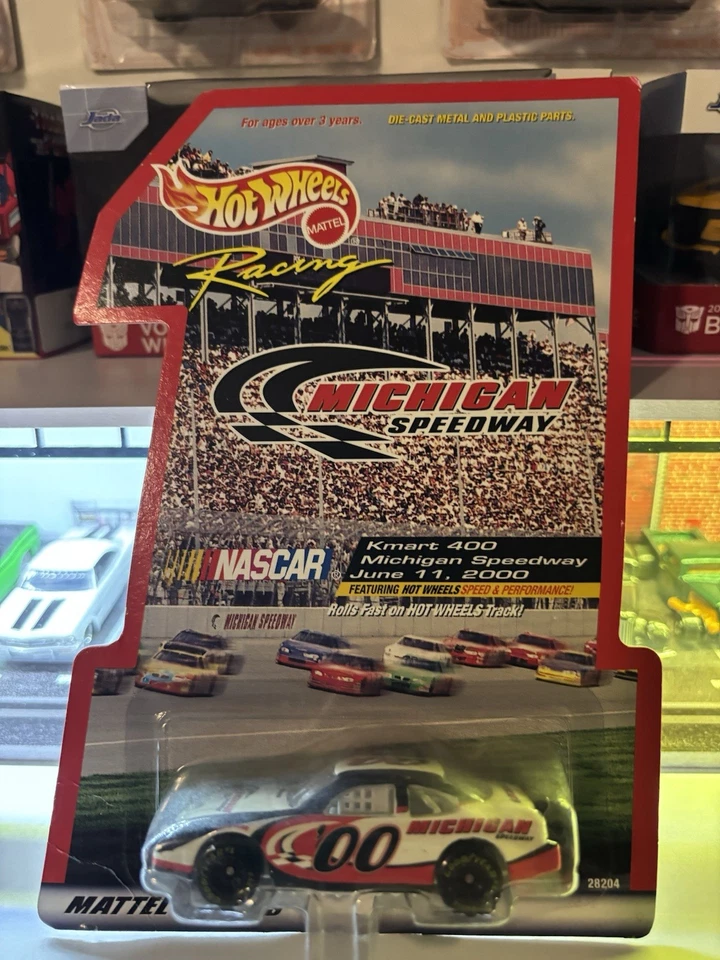 For ages over 3 years. DIE-CAST METAL AND PLASTIC PARTS.
Jada
HOT WHEELS
MATTEL
Racing
MICHIGAN
SPEEDWAY
NASCAR
Kmart 400
Michigan Speedway
June 11, 2000
FEATURING HOT WHEELS SPEED & PERFORMANCE!
Rolls Fast on HOT WHEELS Track!
MICHIGAN SPEEDWAY
'00 MICHIGAN
SPEEDWAY
28204
MATTEL